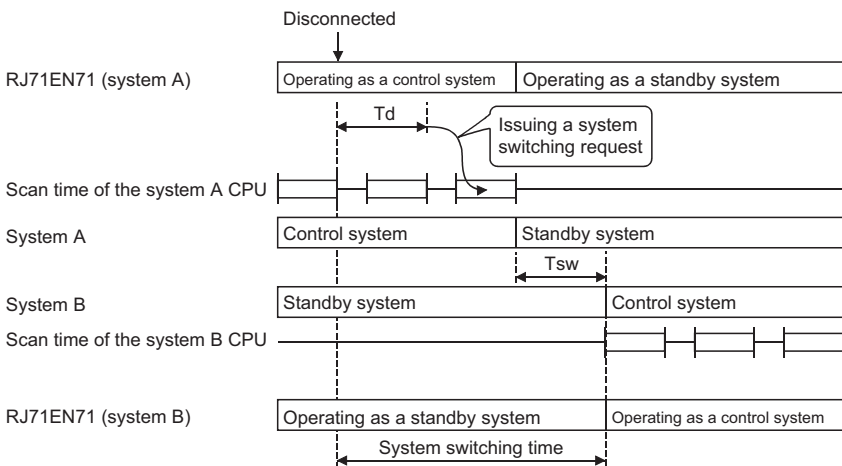 Disconnected
RJ71EN71 (system A)
Operating as a control system
Operating as a standby system
Td
Issuing a system
switching request
Scan time of the system A CPU
System A
Control system
Standby system
Tsw
System B
Standby system
Control system
Scan time of the system B CPU
RJ71EN71 (system B)
Operating as a standby system
Operating as a control system
System switching time